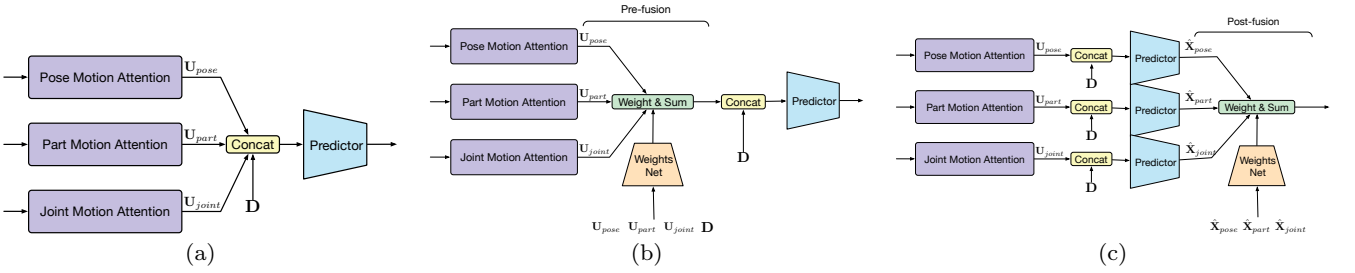 Pose Motion Attention
U_pose
Part Motion Attention
U_part
Concat
Predictor
Joint Motion Attention
U_joint
D
(a)
Pre-fusion
Pose Motion Attention
U_pose
Part Motion Attention
U_part
Weight & Sum
Concat
Predictor
Joint Motion Attention
U_joint
D
Weights
Net
U_pose U_part U_joint D
(b)
Post-fusion
Pose Motion Attention
U_pose
Concat
D
Predictor
X̂_pose
Part Motion Attention
U_part
Concat
D
Predictor
X̂_part
Weight & Sum
Joint Motion Attention
U_joint
Concat
D
Predictor
X̂_joint
Weights
Net
X̂_pose X̂_part X̂_joint
(c)